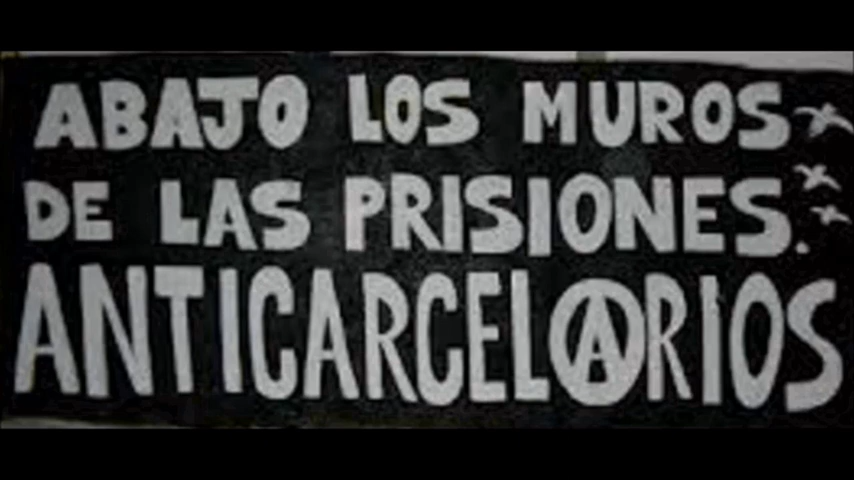 ABAJO LOS MUROS
DE LAS PRISIONES.
ANTICARCELARIOS